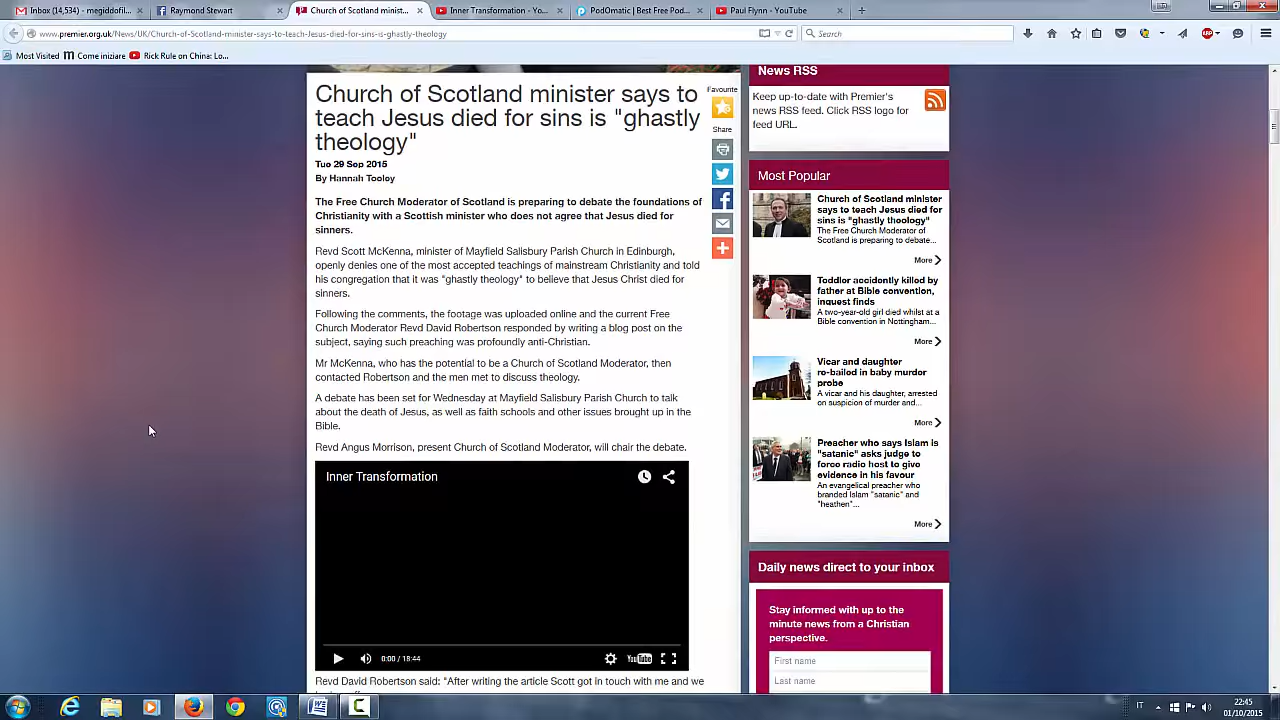 Inbox (14,534) - megiddofil...
Raymond Stewart
Church of Scotland minist...
Inner Transformation - Yo...
PodOmatic | Best Free Pod...
Paul Flynn - YouTube
www.premier.org.uk/News/UK/Church-of-Scotland-minister-says-to-teach-Jesus-died-for-sins-is-ghastly-theology
Search
Most Visited
Come iniziare
Rick Rule on China: Lo...
Church of Scotland minister says to
teach Jesus died for sins is "ghastly
theology"
Tue 29 Sep 2015
By Hannah Tooley
The Free Church Moderator of Scotland is preparing to debate the foundations of
Christianity with a Scottish minister who does not agree that Jesus died for
sinners.
Revd Scott McKenna, minister of Mayfield Salisbury Parish Church in Edinburgh,
openly denies one of the most accepted teachings of mainstream Christianity and told
his congregation that it was "ghastly theology" to believe that Jesus Christ died for
sinners.
Following the comments, the footage was uploaded online and the current Free
Church Moderator Revd David Robertson responded by writing a blog post on the
subject, saying such preaching was profoundly anti-Christian.
Mr McKenna, who has the potential to be a Church of Scotland Moderator, then
contacted Robertson and the men met to discuss theology.
A debate has been set for Wednesday at Mayfield Salisbury Parish Church to talk
about the death of Jesus, as well as faith schools and other issues brought up in the
Bible.
Revd Angus Morrison, present Church of Scotland Moderator, will chair the debate.
Inner Transformation
0:00 / 18:44
YouTube
Revd David Robertson said: "After writing the article Scott got in touch with me and we
Favourite
Share
News RSS
Keep up-to-date with Premier's
news RSS feed. Click RSS logo for
feed URL.
Most Popular
Church of Scotland minister
says to teach Jesus died for
sins is "ghastly theology"
The Free Church Moderator of
Scotland is preparing to debate...
More
Toddler accidently killed by
father at Bible convention,
inquest finds
A two-year-old girl died whilst at a
Bible convention in Nottingham...
More
Vicar and daughter
re-bailed in baby murder
probe
A vicar and his daughter, arrested
on suspicion of murder and...
More
Preacher who says Islam is
"satanic" asks judge to
force radio host to give
evidence in his favour
An evangelical preacher who
branded Islam "satanic" and
"heathen"...
More
Daily news direct to your inbox
Stay informed with up to the
minute news from a Christian
perspective.
First name
Last name
IT
22:45
01/10/2015